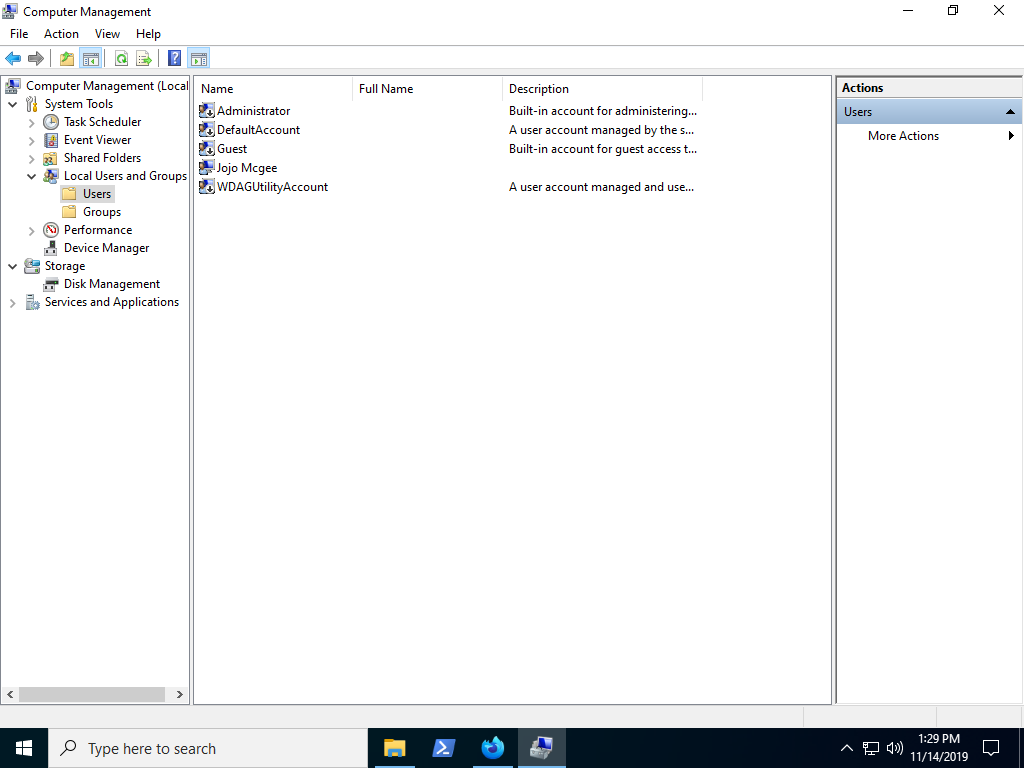 Computer Management
File Action View Help
Computer Management (Local
System Tools
Task Scheduler
Event Viewer
Shared Folders
Local Users and Groups
Users
Groups
Performance
Device Manager
Storage
Disk Management
Services and Applications
Name Full Name Description
Administrator Built-in account for administering...
DefaultAccount A user account managed by the s...
Guest Built-in account for guest access t...
Jojo Mcgee
WDAGUtilityAccount A user account managed and use...
Actions
Users
More Actions
Type here to search
1:29 PM
11/14/2019